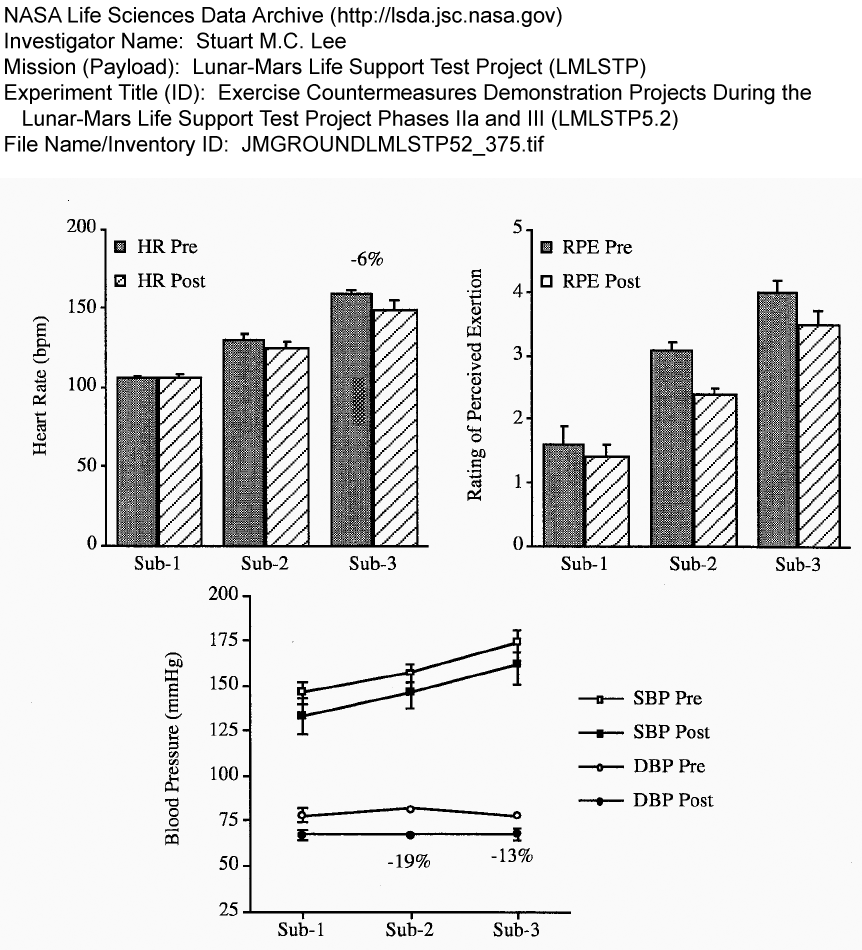 NASA Life Sciences Data Archive (http://lsda.jsc.nasa.gov)
Investigator Name:  Stuart M.C. Lee
Mission (Payload):  Lunar-Mars Life Support Test Project (LMLSTP)
Experiment Title (ID):  Exercise Countermeasures Demonstration Projects During the
Lunar-Mars Life Support Test Project Phases IIa and III (LMLSTP5.2)
File Name/Inventory ID:  JMGROUNDLMLSTP52_375.tif
Heart Rate (bpm)
200
150
100
50
0
HR Pre
HR Post
-6%
Sub-1 Sub-2 Sub-3
Rating of Perceived Exertion
5
4
3
2
1
0
RPE Pre
RPE Post
Sub-1 Sub-2 Sub-3
Blood Pressure (mmHg)
200
175
150
125
100
75
50
25
-19% -13%
Sub-1 Sub-2 Sub-3
SBP Pre
SBP Post
DBP Pre
DBP Post